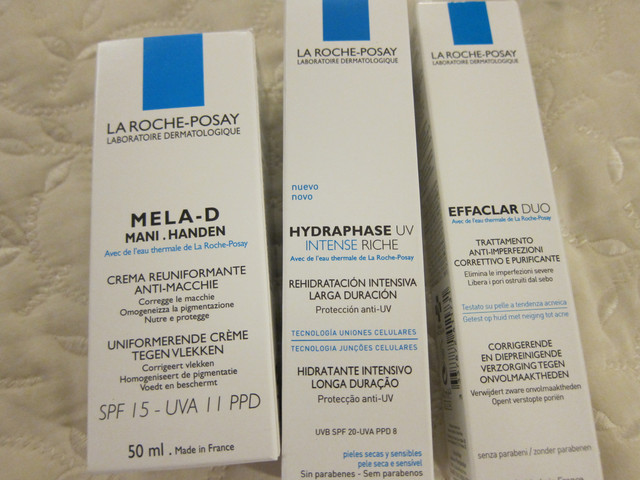 LA ROCHE-POSAY
LABORATOIRE DERMATOLOGIQUE
MELA-D
MANI . HANDEN
Avec de l'eau thermale de La Roche-Posay
CREMA REUNIFORMANTE
ANTI-MACCHIE
Corregge le macchie
Omogeneizza la pigmentazione
Nutre e protegge
UNIFORMERENDE CRÈME
TEGEN VLEKKEN
Corrigeert vlekken
Homogeniseert de pigmentatie
Voedt en beschermt
SPF 15 - UVA 11 PPD
50 ml . Made in France
LA ROCHE-POSAY
LABORATOIRE DERMATOLOGIQUE
nuevo
novo
HYDRAPHASE UV
INTENSE RICHE
Avec de l'eau thermale de La Roche-Posay
REHIDRATACIÓN INTENSIVA
LARGA DURACIÓN
Protección anti-UV
TECNOLOGÍA UNIONES CELULARES
TECNOLOGIA JUNÇÕES CELULARES
HIDRATANTE INTENSIVO
LONGA DURAÇÃO
Protecção anti-UV
UVB SPF 20-UVA PPD 8
pieles secas y sensibles
pele seca e sensível
Sin parabenes - Sem parabenos
LA ROCHE-POSAY
LABORATOIRE DERMATOLOGIQUE
EFFACLAR DUO
Avec de l'eau thermale de La Roche-Posay
TRATTAMENTO
ANTI-IMPERFEZIONI
CORRETTIVO E PURIFICANTE
Elimina le imperfezioni severe
Libera i pori ostruiti dal sebo
Testato su pelle a tendenza acneica
Getest op huid met neiging tot acne
CORRIGERENDE
EN DIEPREINIGENDE
VERZORGING TEGEN
ONVOLMAAKTHEDEN
Verwijdert zware onvolmaaktheden
Opent verstopte poriën
senza parabeni / zonder parabenen